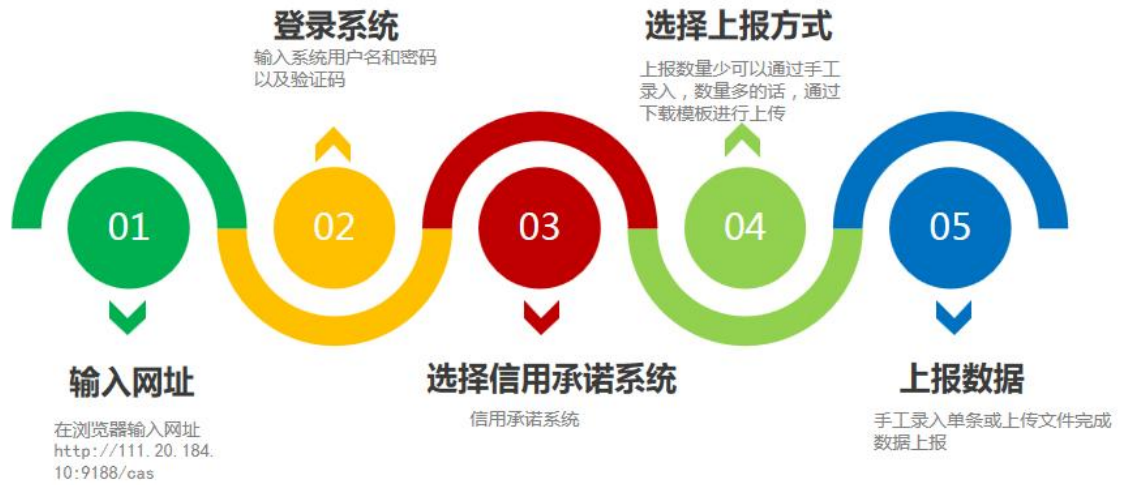 登录系统
输入系统用户名和密码
以及验证码
选择上报方式
上报数量少可以通过手工
录入，数量多的话，通过
下载模板进行上传
01
02
03
04
05
输入网址
在浏览器输入网址
http://111.20.184.
10:9188/cas
选择信用承诺系统
信用承诺系统
上报数据
手工录入单条或上传文件完成
数据上报